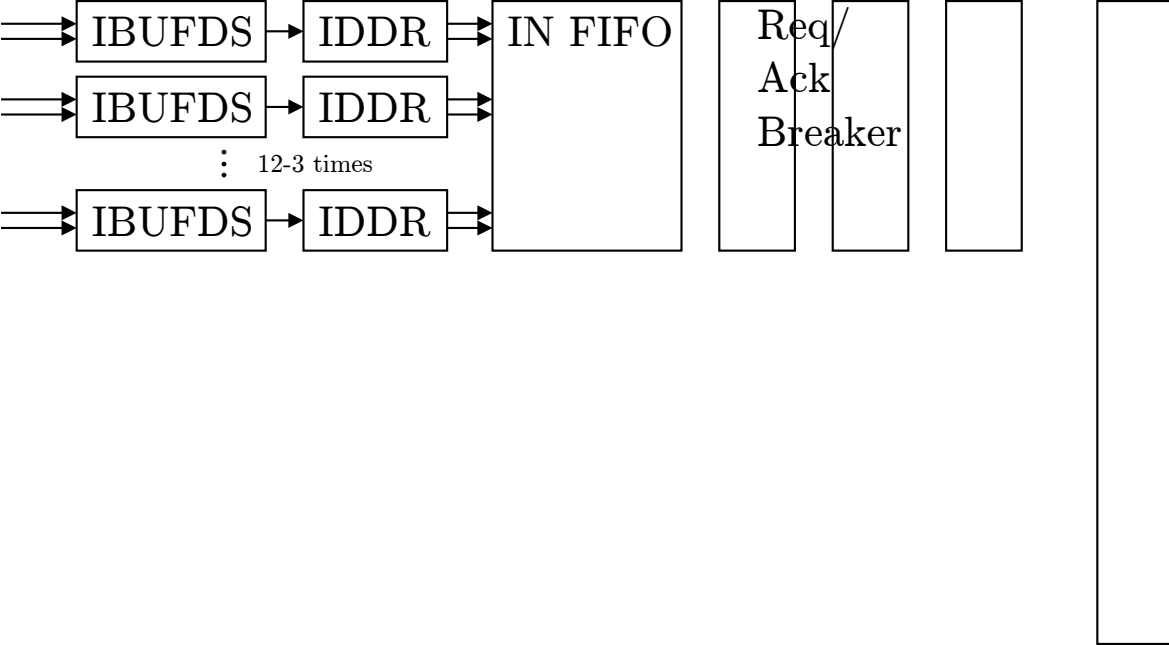 IBUFDS IDDR IN FIFO Req/
Ack
IBUFDS IDDR
Breaker
12-3 times
IBUFDS IDDR